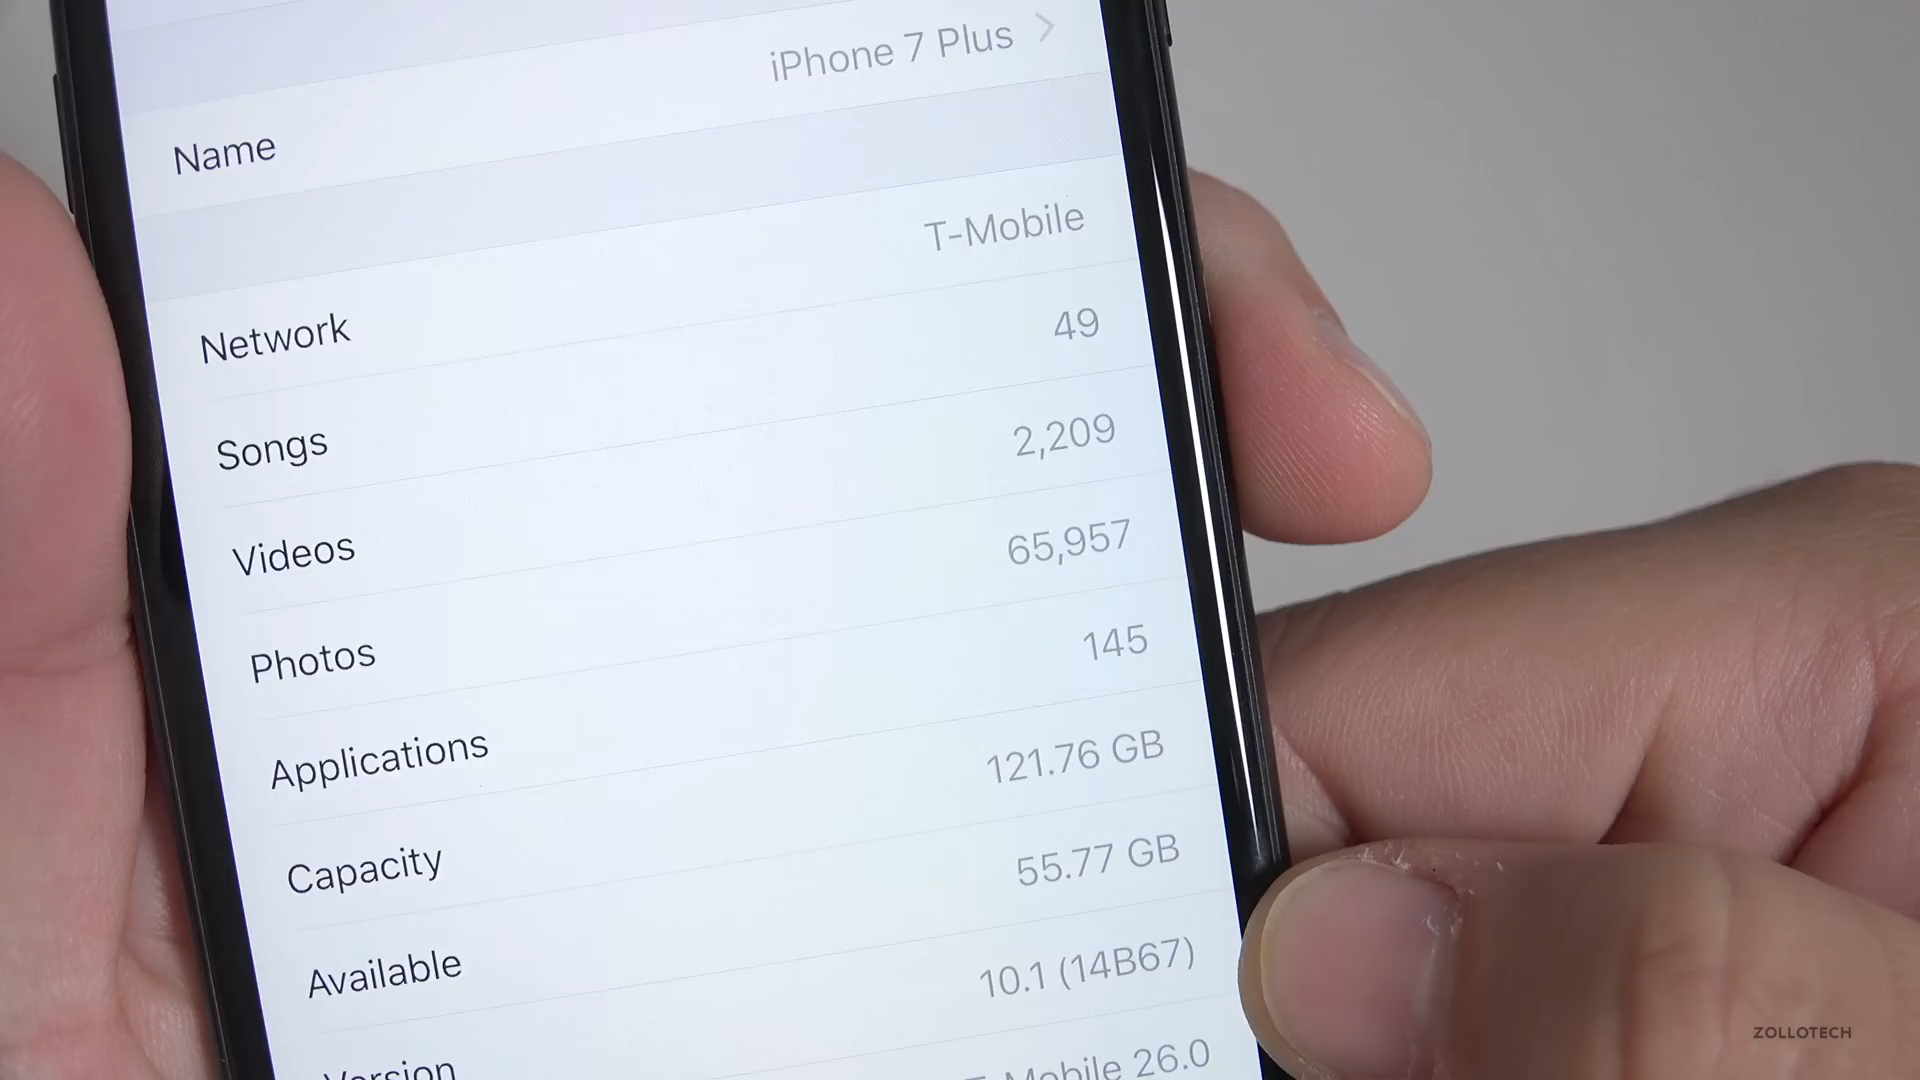 Name iPhone 7 Plus
Network T-Mobile
Songs 49
Videos 2,209
Photos 65,957
Applications 145
Capacity 121.76 GB
Available 55.77 GB
Version 10.1 (14B67)
T-Mobile 26.0
ZOLLOTECH